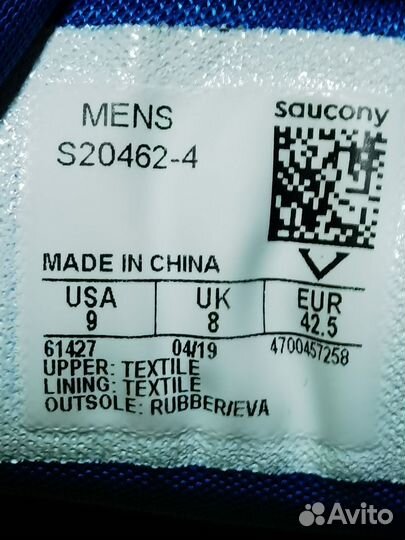 MENS
saucony
S20462-4
MADE IN CHINA
USA UK EUR
9 8 42.5
61427 04/19 4700457258
UPPER: TEXTILE
LINING: TEXTILE
OUTSOLE: RUBBER/EVA
Avito